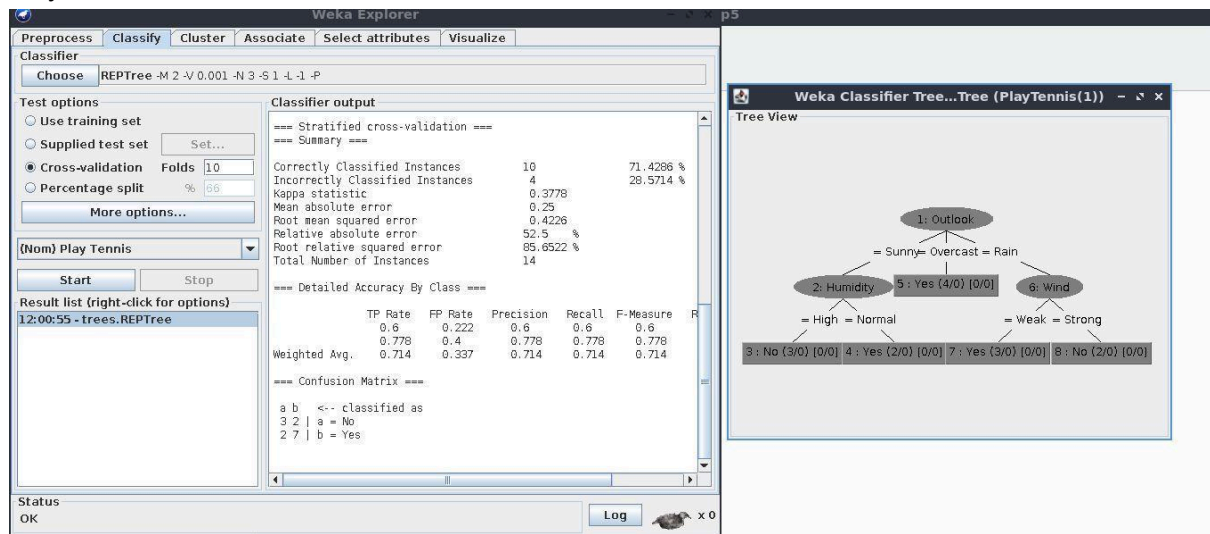 Weka Explorer
p5
Preprocess Classify Cluster Associate Select attributes Visualize
Classifier
Choose REPTree -M 2 -V 0.001 -N 3 -S 1 -L -1 -P
Test options
Use training set
Supplied test set Set...
Cross-validation Folds 10
Percentage split % 66
More options...
(Nom) Play Tennis
Start Stop
Result list (right-click for options)
12:00:55 - trees.REPTree
Classifier output
=== Stratified cross-validation ===
=== Summary ===
Correctly Classified Instances 10 71.4286 %
Incorrectly Classified Instances 4 28.5714 %
Kappa statistic 0.3778
Mean absolute error 0.25
Root mean squared error 0.4226
Relative absolute error 52.5 %
Root relative squared error 85.6522 %
Total Number of Instances 14
=== Detailed Accuracy By Class ===
TP Rate FP Rate Precision Recall F-Measure R
0.6 0.222 0.6 0.6 0.6
0.778 0.4 0.778 0.778 0.778
Weighted Avg. 0.714 0.337 0.714 0.714 0.714
=== Confusion Matrix ===
a b <-- classified as
3 2 | a = No
2 7 | b = Yes
Status
OK
Log x 0
Weka Classifier Tree...Tree (PlayTennis(1))
Tree View
1: Outlook
= Sunny = Overcast = Rain
2: Humidity 5 : Yes (4/0) [0/0] 6: Wind
= High = Normal = Weak = Strong
3 : No (3/0) [0/0] 4 : Yes (2/0) [0/0] 7 : Yes (3/0) [0/0] 8 : No (2/0) [0/0]